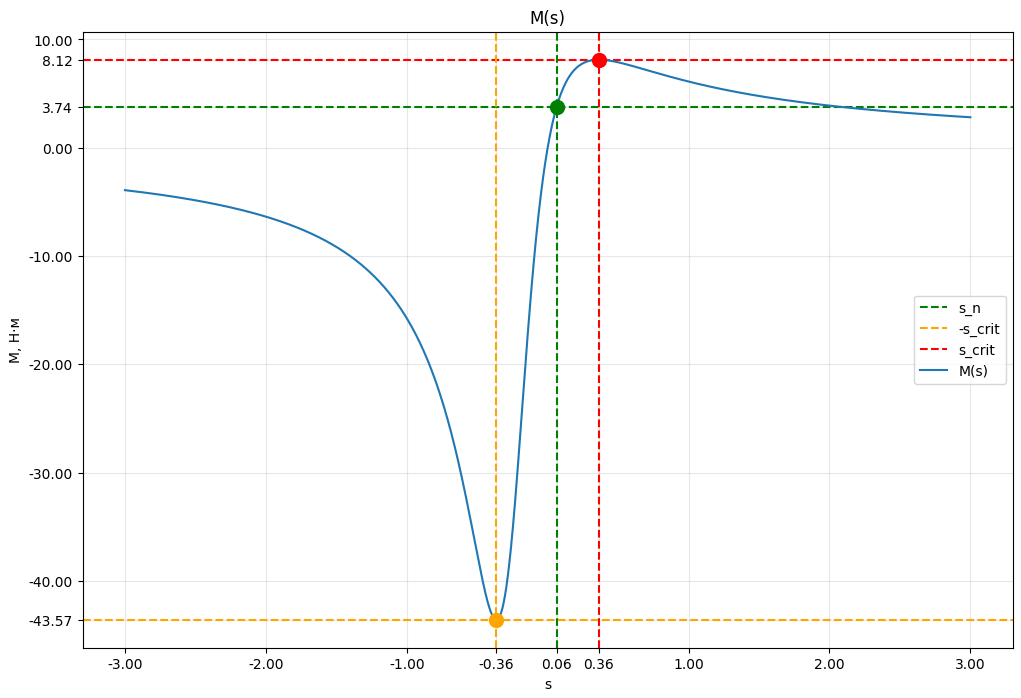 M(s)
10.00
8.12
3.74
0.00
-10.00
-20.00
-30.00
-40.00
-43.57
M, Н·м
s_n
-s_crit
s_crit
M(s)
-3.00
-2.00
-1.00
-0.36
0.06
0.36
1.00
2.00
3.00
s